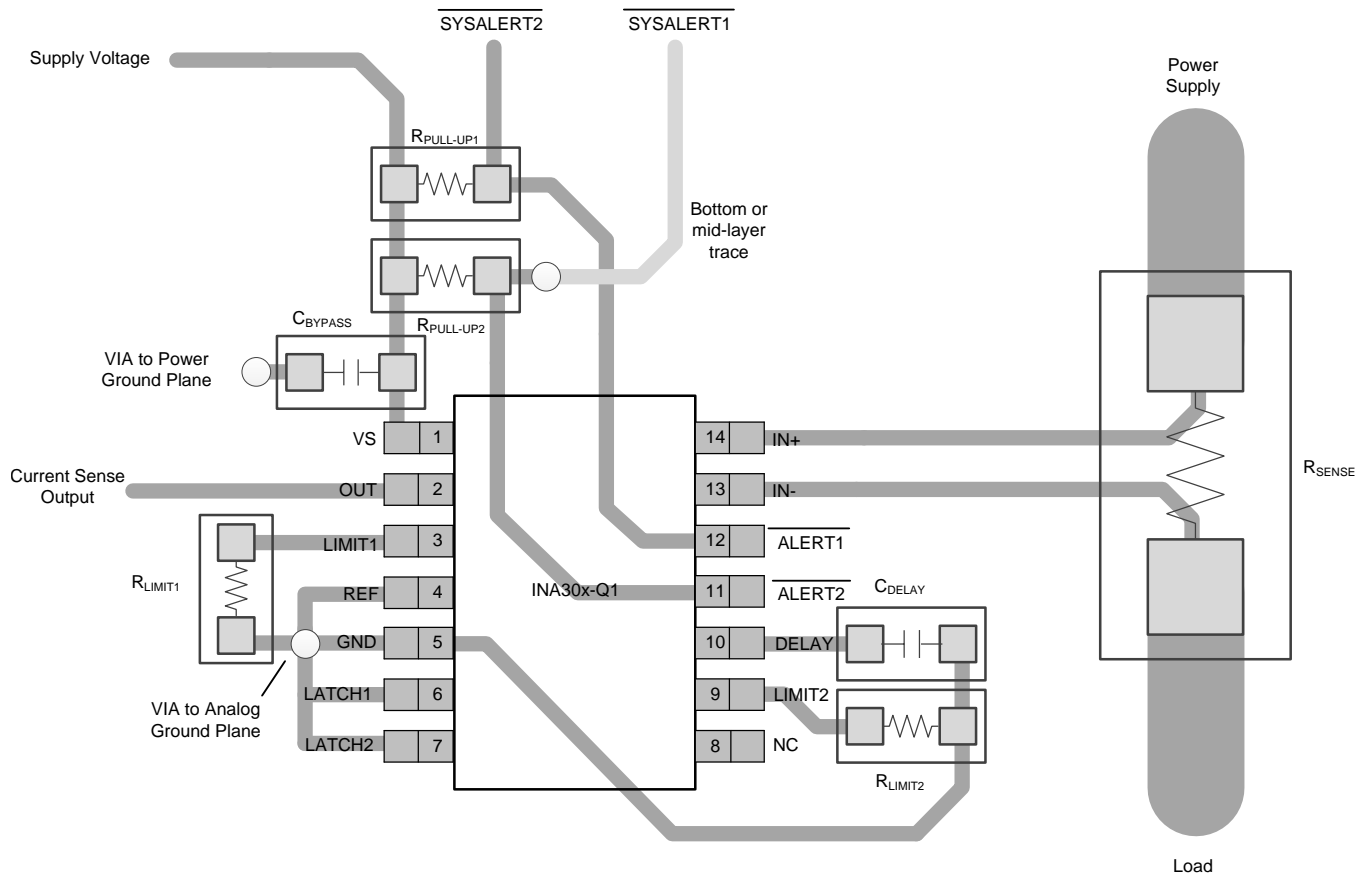 SYSALERT2
SYSALERT1
Supply Voltage
Power
Supply
RPULL-UP1
Bottom or
mid-layer
trace
CBYPASS
RPULL-UP2
VIA to Power
Ground Plane
VS
1
14
IN+
RSENSE
Current Sense
Output
OUT
2
13
IN-
LIMIT1
3
12
ALERT1
RLIMIT1
REF
4
INA30x-Q1
11
ALERT2
CDELAY
GND
5
10
DELAY
LATCH1
6
9
LIMIT2
VIA to Analog
Ground Plane
LATCH2
7
8
NC
RLIMIT2
Load